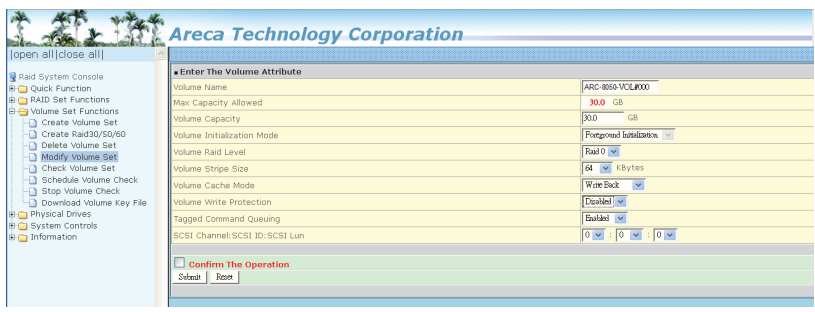 Areca Technology Corporation
|open all|close all|
Raid System Console
Quick Function
RAID Set Functions
Volume Set Functions
Create Volume Set
Create Raid30/50/60
Delete Volume Set
Modify Volume Set
Check Volume Set
Schedule Volume Check
Stop Volume Check
Download Volume Key File
Physical Drives
System Controls
Information
Enter The Volume Attribute
Volume Name ARC-8050-VOL#000
Max Capacity Allowed 30.0 GB
Volume Capacity 30.0 GB
Volume Initialization Mode Foreground Initialization
Volume Raid Level Raid 0
Volume Stripe Size 64 KBytes
Volume Cache Mode Write Back
Volume Write Protection Disabled
Tagged Command Queuing Enabled
SCSI Channel:SCSI ID:SCSI Lun 0 : 0 : 0
Confirm The Operation
Submit Reset